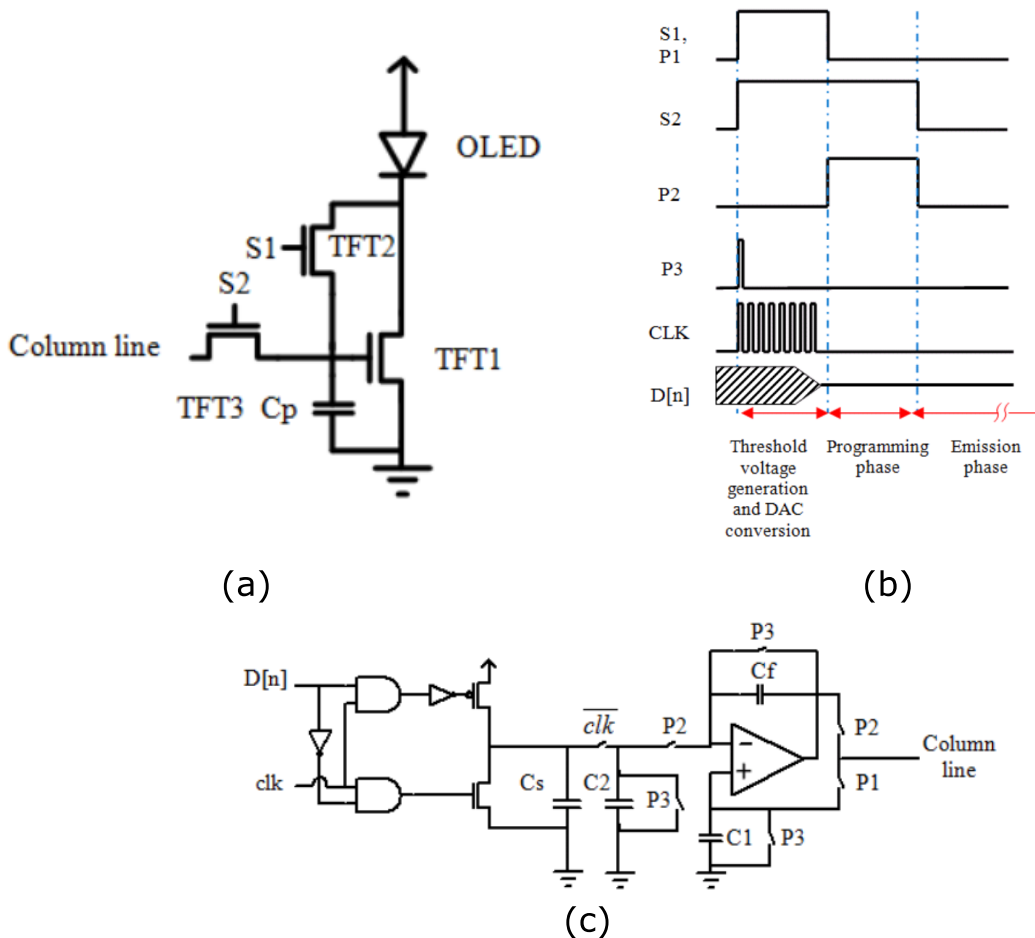 OLED
S1
TFT2
S2
Column line
TFT1
TFT3
Cp
(a)
S1,
P1
S2
P2
P3
CLK
D[n]
Threshold
voltage
generation
and DAC
conversion
Programming
phase
Emission
phase
(b)
D[n]
clk
Cs
clk
C2
P3
P2
P3
Cf
−
+
P2
P1
Column
line
C1
P3
(c)